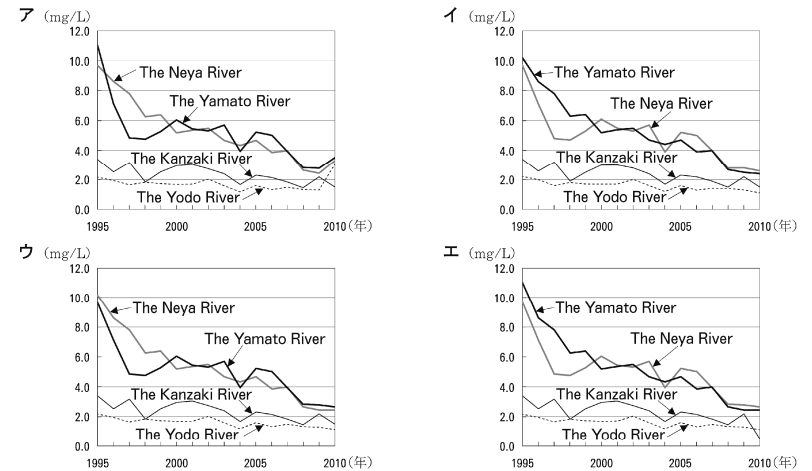 ア (mg/L)
12.0
10.0
8.0
6.0
4.0
2.0
0.0
The Neya River
The Yamato River
The Kanzaki River
The Yodo River
1995 2000 2005 2010(年)
イ (mg/L)
12.0
10.0
8.0
6.0
4.0
2.0
0.0
The Yamato River
The Neya River
The Kanzaki River
The Yodo River
1995 2000 2005 2010(年)
ウ (mg/L)
12.0
10.0
8.0
6.0
4.0
2.0
0.0
The Neya River
The Yamato River
The Kanzaki River
The Yodo River
1995 2000 2005 2010(年)
エ (mg/L)
12.0
10.0
8.0
6.0
4.0
2.0
0.0
The Yamato River
The Neya River
The Kanzaki River
The Yodo River
1995 2000 2005 2010(年)